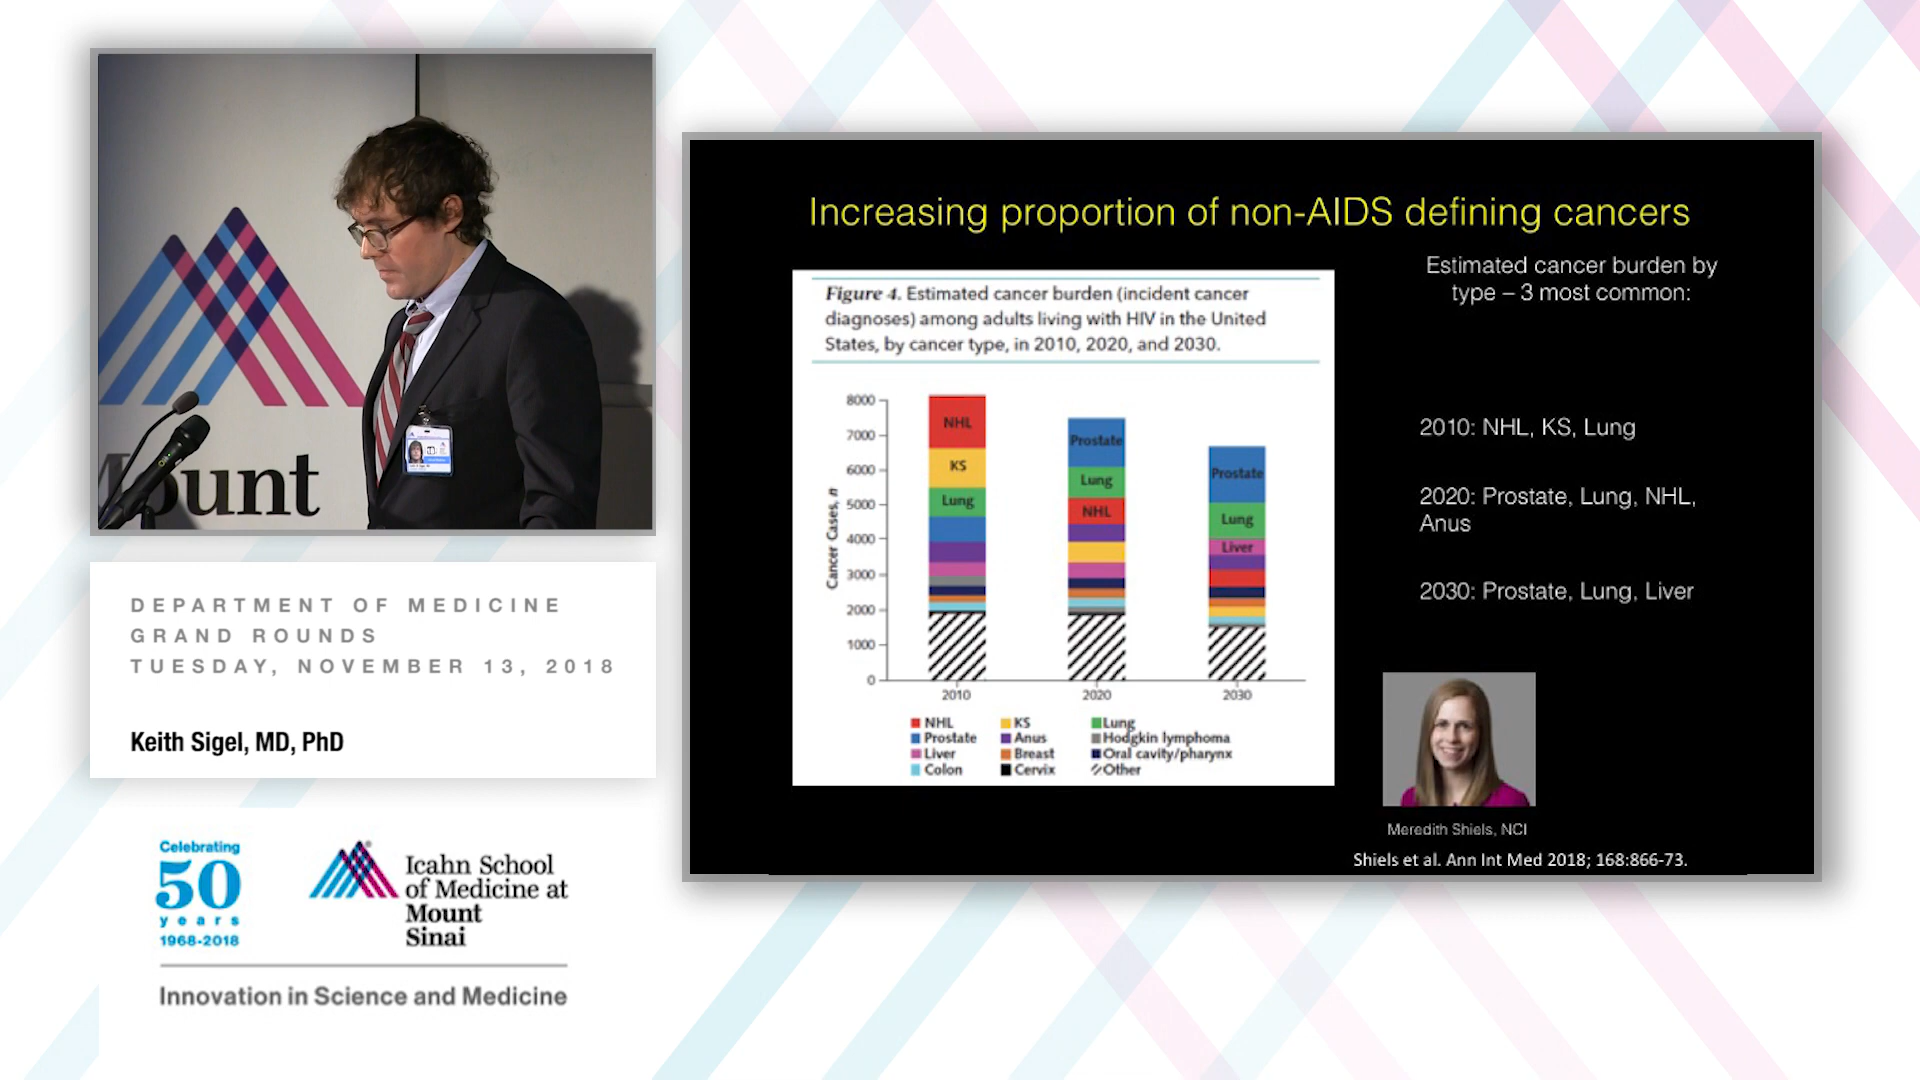 Mount
DEPARTMENT OF MEDICINE
GRAND ROUNDS
TUESDAY, NOVEMBER 13, 2018
Keith Sigel, MD, PhD
Celebrating
50
years
1968-2018
Icahn School
of Medicine at
Mount
Sinai
Innovation in Science and Medicine
Increasing proportion of non-AIDS defining cancers
Figure 4. Estimated cancer burden (incident cancer
diagnoses) among adults living with HIV in the United
States, by cancer type, in 2010, 2020, and 2030.
Cancer Cases, n
8000
7000
6000
5000
4000
3000
2000
1000
0
NHL
KS
Lung
Prostate
Lung
NHL
Prostate
Lung
Liver
2010 2020 2030
NHL KS Lung
Prostate Anus Hodgkin lymphoma
Liver Breast Oral cavity/pharynx
Colon Cervix Other
Estimated cancer burden by
type – 3 most common:
2010: NHL, KS, Lung
2020: Prostate, Lung, NHL,
Anus
2030: Prostate, Lung, Liver
Meredith Shiels, NCI
Shiels et al. Ann Int Med 2018; 168:866-73.